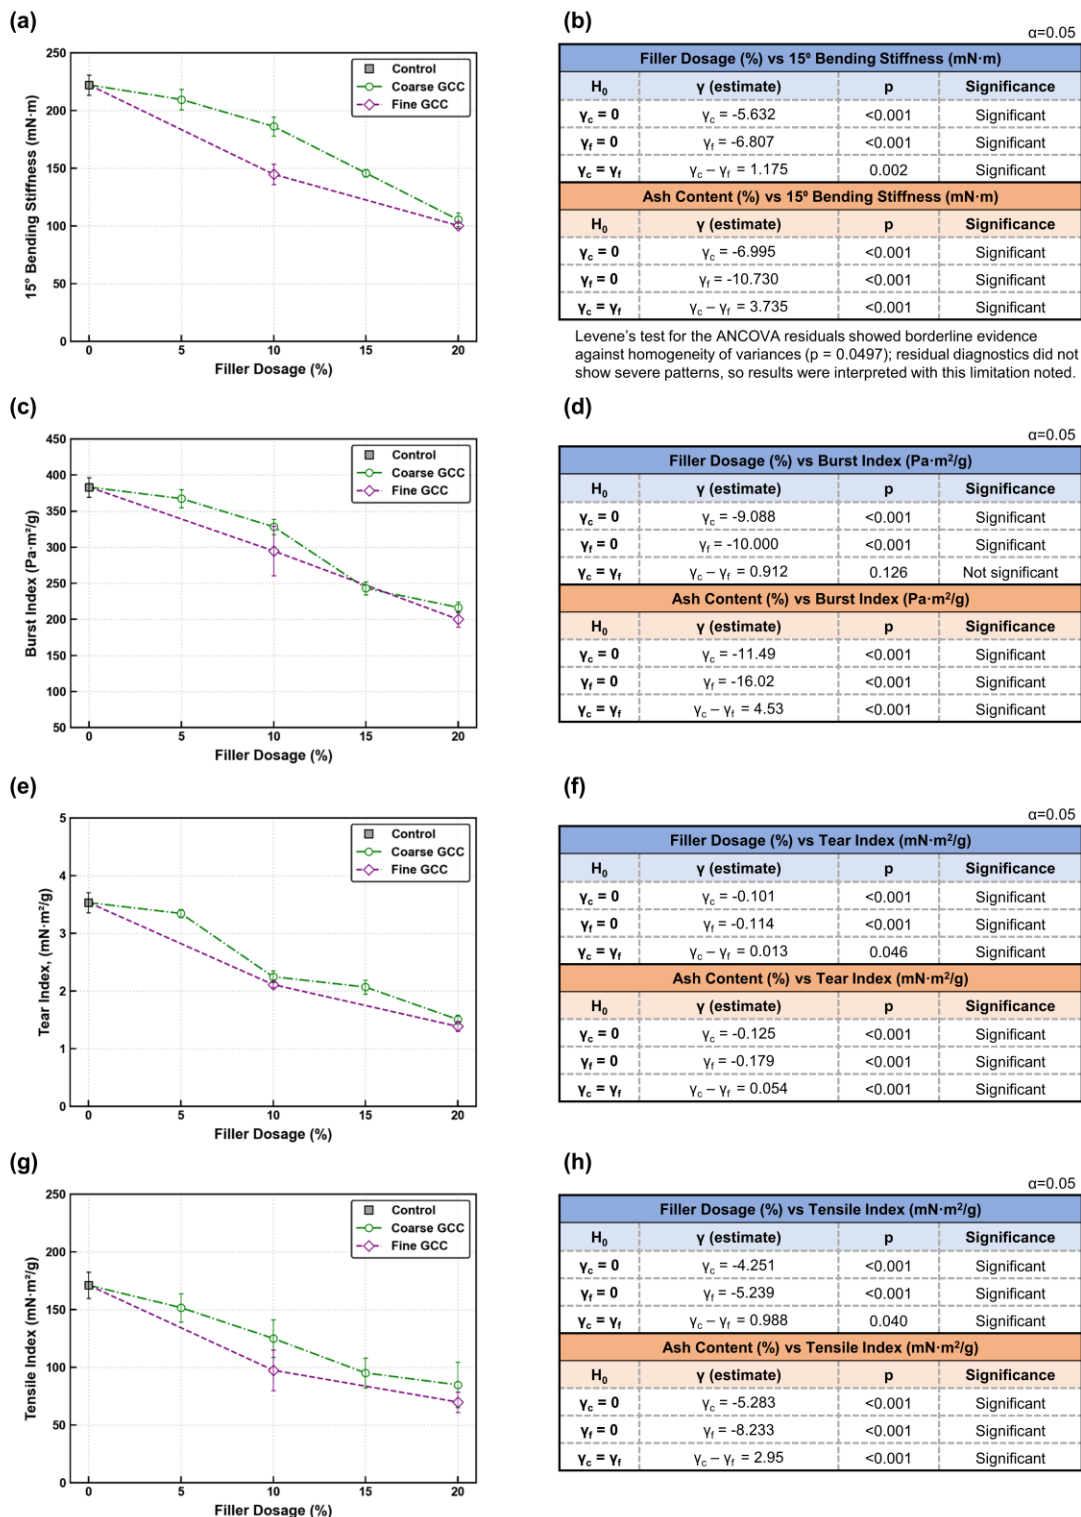 (a)
250
200
150
100
50
0
0 5 10 15 20
15º Bending Stiffness (mN·m)
Filler Dosage (%)
Control
Coarse GCC
Fine GCC
(b)
α=0.05
Filler Dosage (%) vs 15º Bending Stiffness (mN·m)
H₀ γ (estimate) p Significance
γc = 0 γc = -5.632 <0.001 Significant
γf = 0 γf = -6.807 <0.001 Significant
γc = γf γc – γf = 1.175 0.002 Significant
Ash Content (%) vs 15º Bending Stiffness (mN·m)
H₀ γ (estimate) p Significance
γc = 0 γc = -6.995 <0.001 Significant
γf = 0 γf = -10.730 <0.001 Significant
γc = γf γc – γf = 3.735 <0.001 Significant
Levene's test for the ANCOVA residuals showed borderline evidence
against homogeneity of variances (p = 0.0497); residual diagnostics did not
show severe patterns, so results were interpreted with this limitation noted.
(c)
450
400
350
300
250
200
150
100
50
0 5 10 15 20
Burst Index (Pa·m²/g)
Filler Dosage (%)
Control
Coarse GCC
Fine GCC
(d)
α=0.05
Filler Dosage (%) vs Burst Index (Pa·m²/g)
H₀ γ (estimate) p Significance
γc = 0 γc = -9.088 <0.001 Significant
γf = 0 γf = -10.000 <0.001 Significant
γc = γf γc – γf = 0.912 0.126 Not significant
Ash Content (%) vs Burst Index (Pa·m²/g)
H₀ γ (estimate) p Significance
γc = 0 γc = -11.49 <0.001 Significant
γf = 0 γf = -16.02 <0.001 Significant
γc = γf γc – γf = 4.53 <0.001 Significant
(e)
5
4
3
2
1
0
0 5 10 15 20
Tear Index, (mN·m²/g)
Filler Dosage (%)
Control
Coarse GCC
Fine GCC
(f)
α=0.05
Filler Dosage (%) vs Tear Index (mN·m²/g)
H₀ γ (estimate) p Significance
γc = 0 γc = -0.101 <0.001 Significant
γf = 0 γf = -0.114 <0.001 Significant
γc = γf γc – γf = 0.013 0.046 Significant
Ash Content (%) vs Tear Index (mN·m²/g)
H₀ γ (estimate) p Significance
γc = 0 γc = -0.125 <0.001 Significant
γf = 0 γf = -0.179 <0.001 Significant
γc = γf γc – γf = 0.054 <0.001 Significant
(g)
250
200
150
100
50
0
0 5 10 15 20
Tensile Index (mN·m²/g)
Filler Dosage (%)
Control
Coarse GCC
Fine GCC
(h)
α=0.05
Filler Dosage (%) vs Tensile Index (mN·m²/g)
H₀ γ (estimate) p Significance
γc = 0 γc = -4.251 <0.001 Significant
γf = 0 γf = -5.239 <0.001 Significant
γc = γf γc – γf = 0.988 0.040 Significant
Ash Content (%) vs Tensile Index (mN·m²/g)
H₀ γ (estimate) p Significance
γc = 0 γc = -5.283 <0.001 Significant
γf = 0 γf = -8.233 <0.001 Significant
γc = γf γc – γf = 2.95 <0.001 Significant